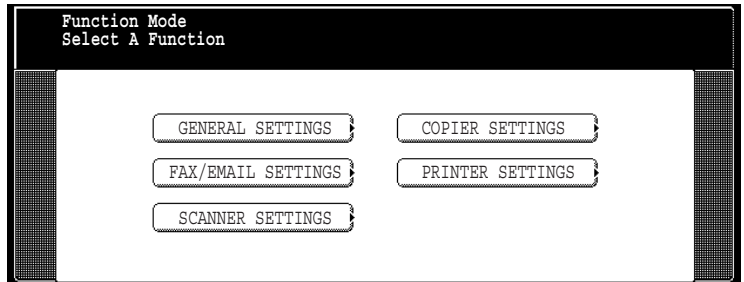 Function Mode
Select A Function
GENERAL SETTINGS
COPIER SETTINGS
FAX/EMAIL SETTINGS
PRINTER SETTINGS
SCANNER SETTINGS